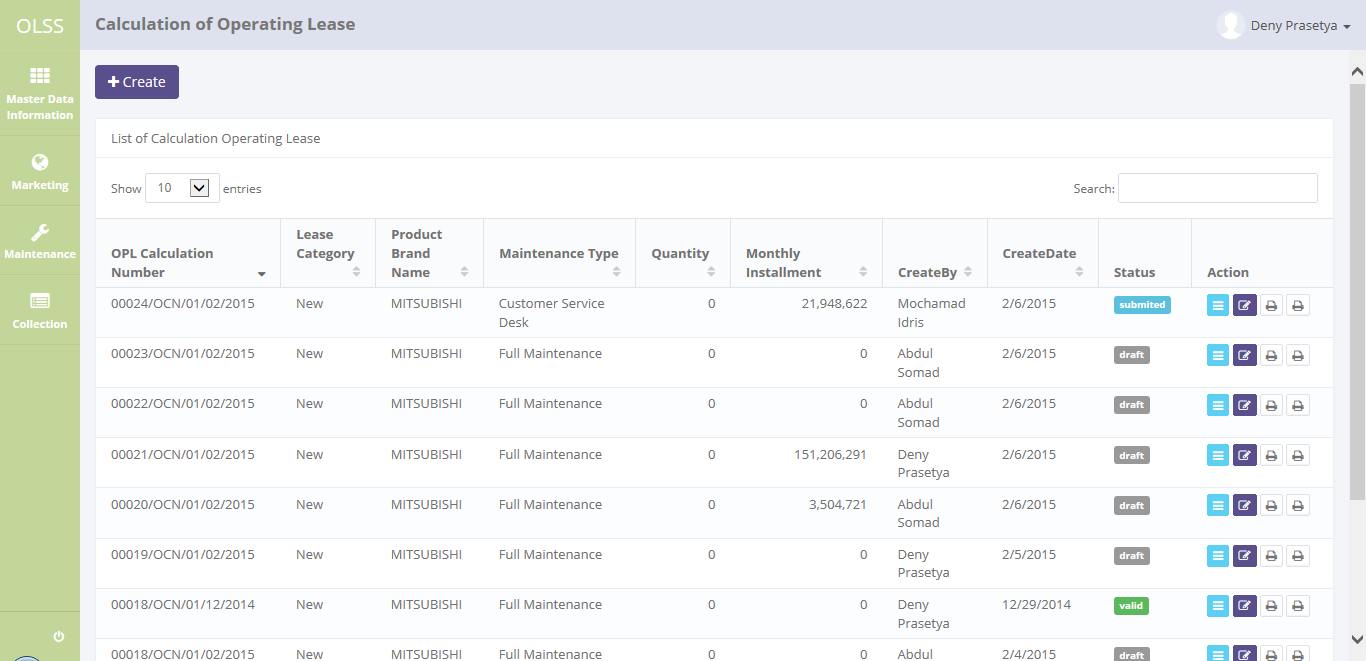 OLSS
Calculation of Operating Lease
Deny Prasetya
Master Data
Information
Marketing
Maintenance
Collection
Create
List of Calculation Operating Lease
Show 10 entries
Search:
OPL Calculation Number Lease Category Product Brand Name Maintenance Type Quantity Monthly Installment CreateBy CreateDate Status Action
00024/OCN/01/02/2015 New MITSUBISHI Customer Service Desk 0 21,948,622 Mochamad Idris 2/6/2015 submited
00023/OCN/01/02/2015 New MITSUBISHI Full Maintenance 0 0 Abdul Somad 2/6/2015 draft
00022/OCN/01/02/2015 New MITSUBISHI Full Maintenance 0 0 Abdul Somad 2/6/2015 draft
00021/OCN/01/02/2015 New MITSUBISHI Full Maintenance 0 151,206,291 Deny Prasetya 2/6/2015 draft
00020/OCN/01/02/2015 New MITSUBISHI Full Maintenance 0 3,504,721 Abdul Somad 2/6/2015 draft
00019/OCN/01/02/2015 New MITSUBISHI Full Maintenance 0 0 Deny Prasetya 2/5/2015 draft
00018/OCN/01/12/2014 New MITSUBISHI Full Maintenance 0 0 Deny Prasetya 12/29/2014 valid
00018/OCN/01/02/2015 New MITSUBISHI Full Maintenance 0 0 Abdul 2/4/2015 draft